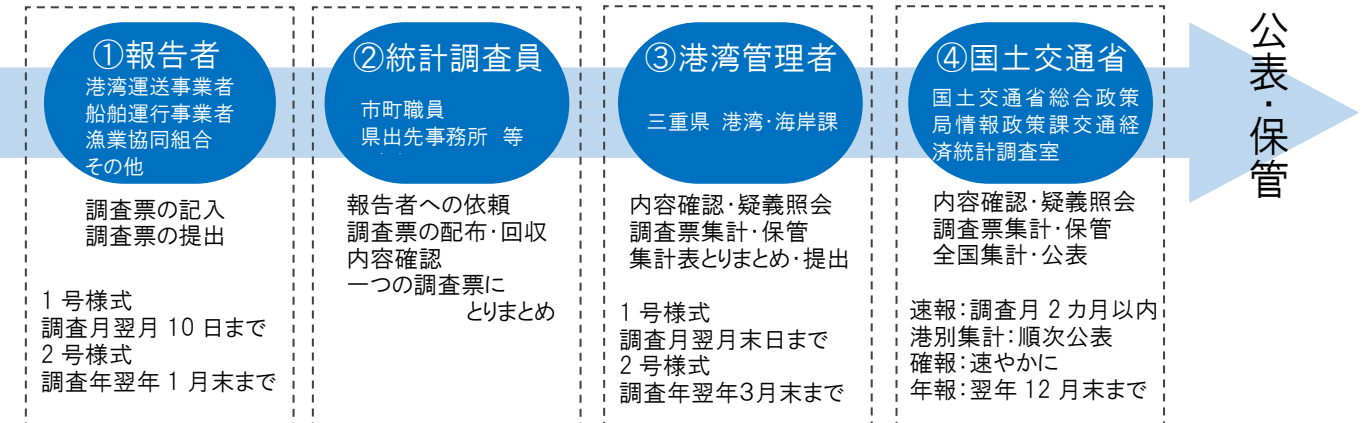 ①報告者
港湾運送事業者
船舶運行事業者
漁業協同組合
その他
調査票の記入
調査票の提出
1号様式
調査月翌月10日まで
2号様式
調査年翌年1月末まで
②統計調査員
市町職員
県出先事務所 等
報告者への依頼
調査票の配布・回収
内容確認
一つの調査票に
とりまとめ
③港湾管理者
三重県 港湾・海岸課
内容確認・疑義照会
調査票集計・保管
集計表とりまとめ・提出
1号様式
調査月翌月末日まで
2号様式
調査年翌年3月末まで
④国土交通省
国土交通省総合政策
局情報政策課交通経
済統計調査室
内容確認・疑義照会
調査票集計・保管
全国集計・公表
速報：調査月2カ月以内
港別集計：順次公表
確報：速やかに
年報：翌年12月末まで
公表・保管